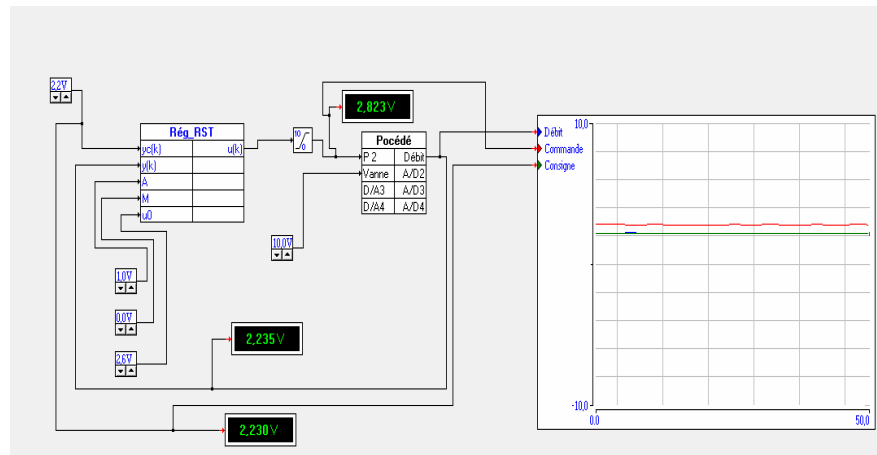 2,2V
Rég_RST
yc(k) u(k)
y(k)
A
M
u0
10
0
2,823V
Pocédé
P 2 Débit
Vanne A/D2
D/A3 A/D3
D/A4 A/D4
10,0V
1,0V
0,0V
2,6V
2,235V
2,230V
Débit
Commande
Consigne
10,0
-10,0
0.0 50,0